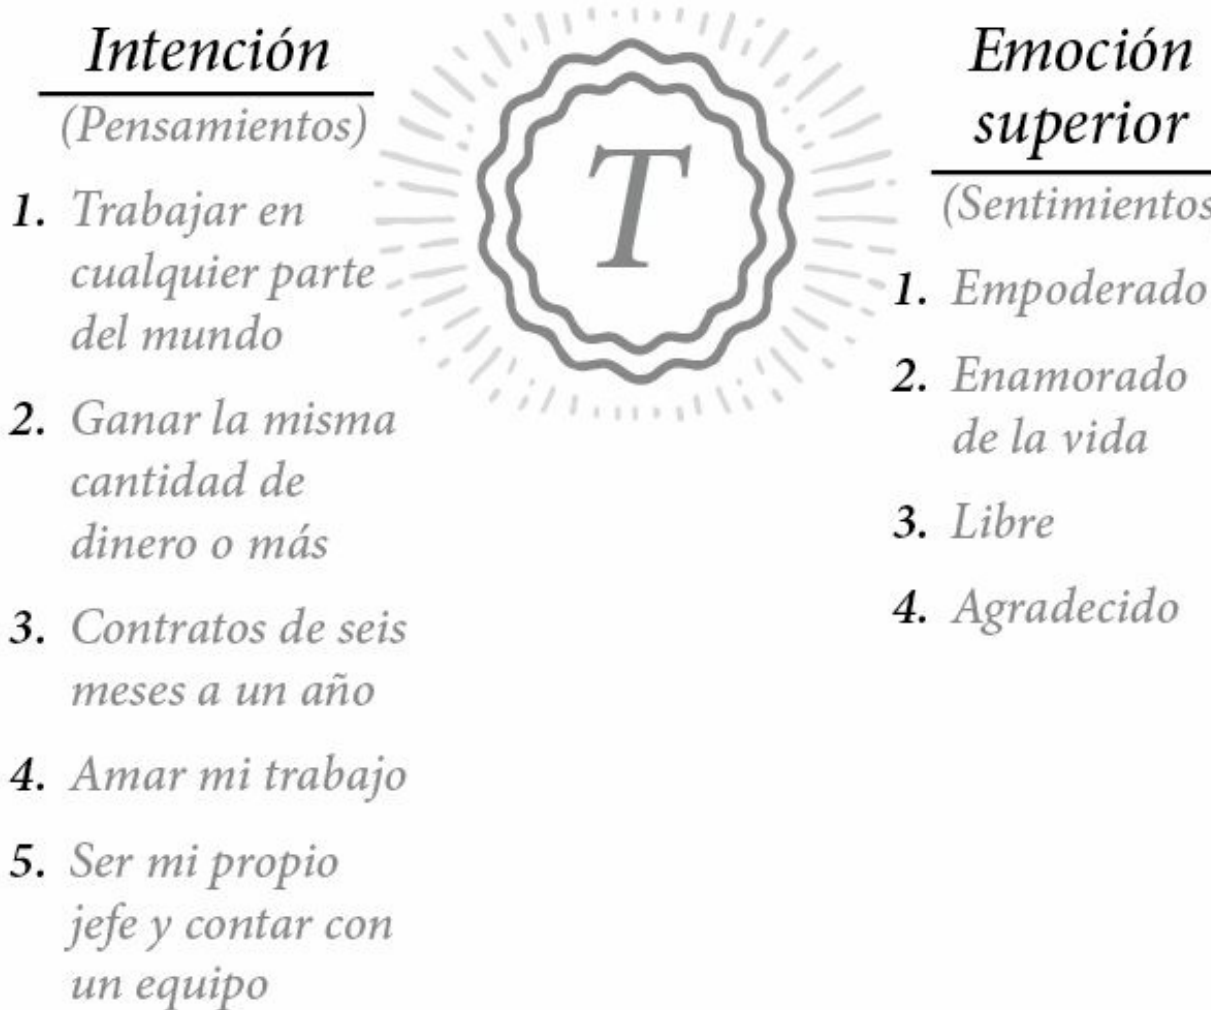 Intención
(Pensamientos)
1. Trabajar en
cualquier parte
del mundo
2. Ganar la misma
cantidad de
dinero o más
3. Contratos de seis
meses a un año
4. Amar mi trabajo
5. Ser mi propio
jefe y contar con
un equipo
T
Emoción
superior
(Sentimientos
1. Empoderado
2. Enamorado
de la vida
3. Libre
4. Agradecido